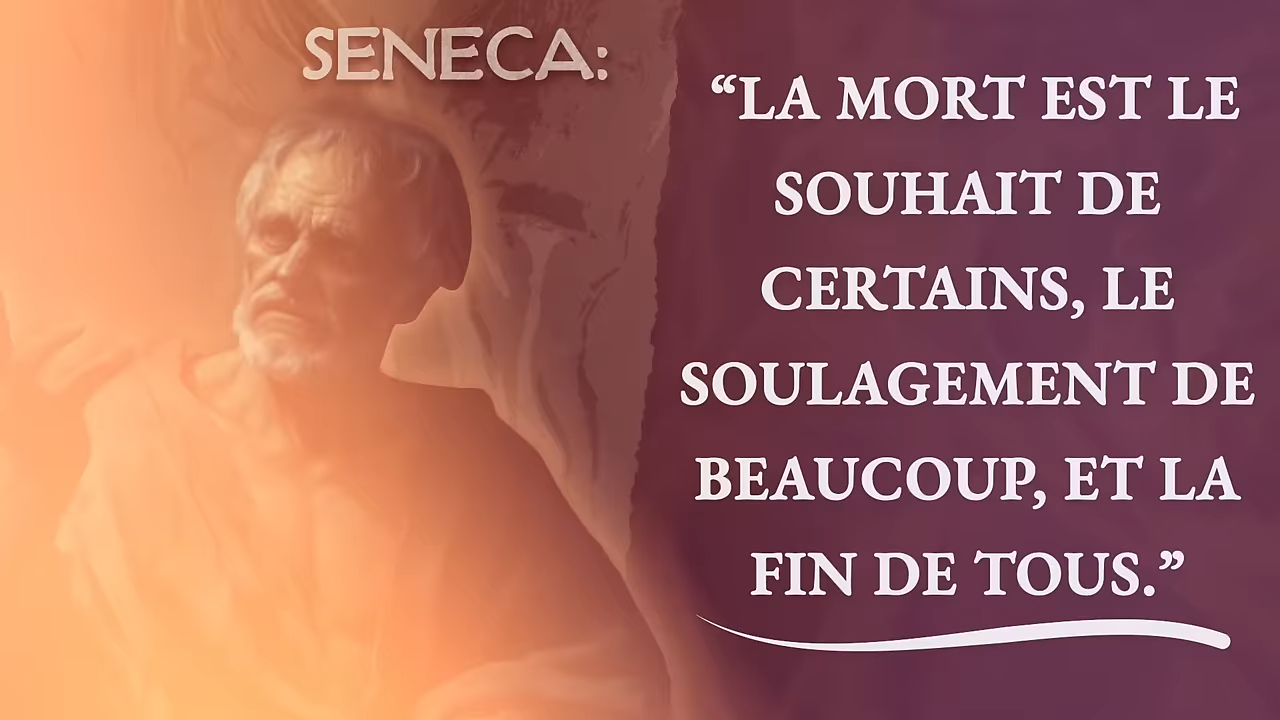 SENECA:
“LA MORT EST LE
SOUHAIT DE
CERTAINS, LE
SOULAGEMENT DE
BEAUCOUP, ET LA
FIN DE TOUS.”